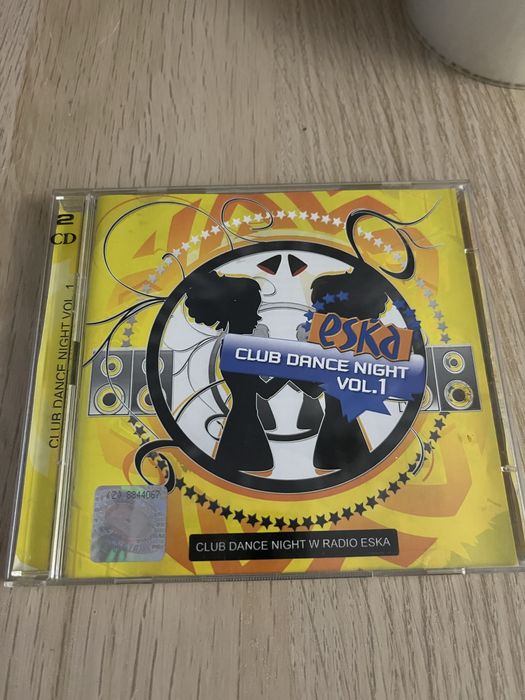 2
CD
CLUB DANCE NIGHT VOL. 1
eska
CLUB DANCE NIGHT
VOL.1
CLUB DANCE NIGHT W RADIO ESKA